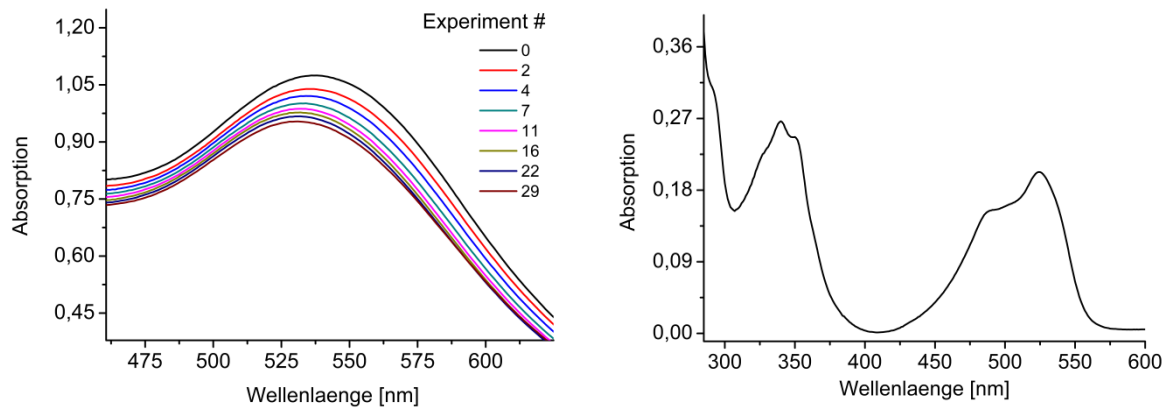 Experiment #
0
2
4
7
11
16
22
29
1,20
1,05
0,90
0,75
0,60
0,45
Absorption
475 500 525 550 575 600
Wellenlaenge [nm]
0,36
0,27
0,18
0,09
0,00
Absorption
300 350 400 450 500 550 600
Wellenlaenge [nm]